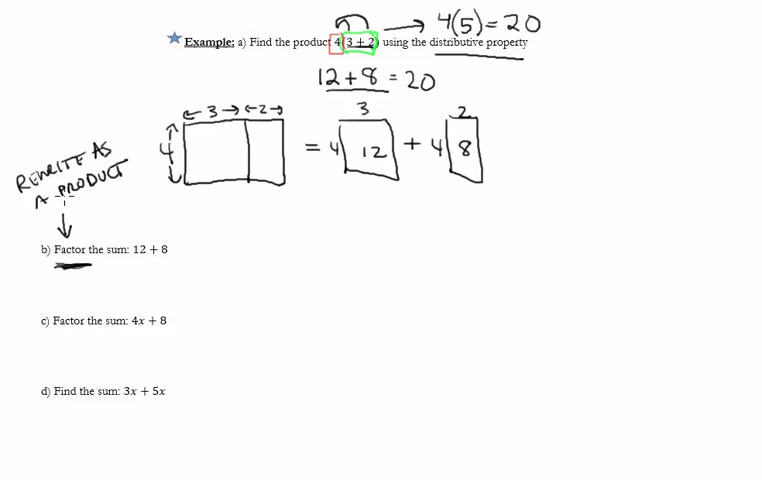 4(5) = 20
Example: a) Find the product 4(3 + 2) using the distributive property
12 + 8 = 20
3 2 3 2
4 = 4 12 + 4 8
REWRITE AS
A PRODUCT
b) Factor the sum: 12 + 8
c) Factor the sum: 4x + 8
d) Find the sum: 3x + 5x